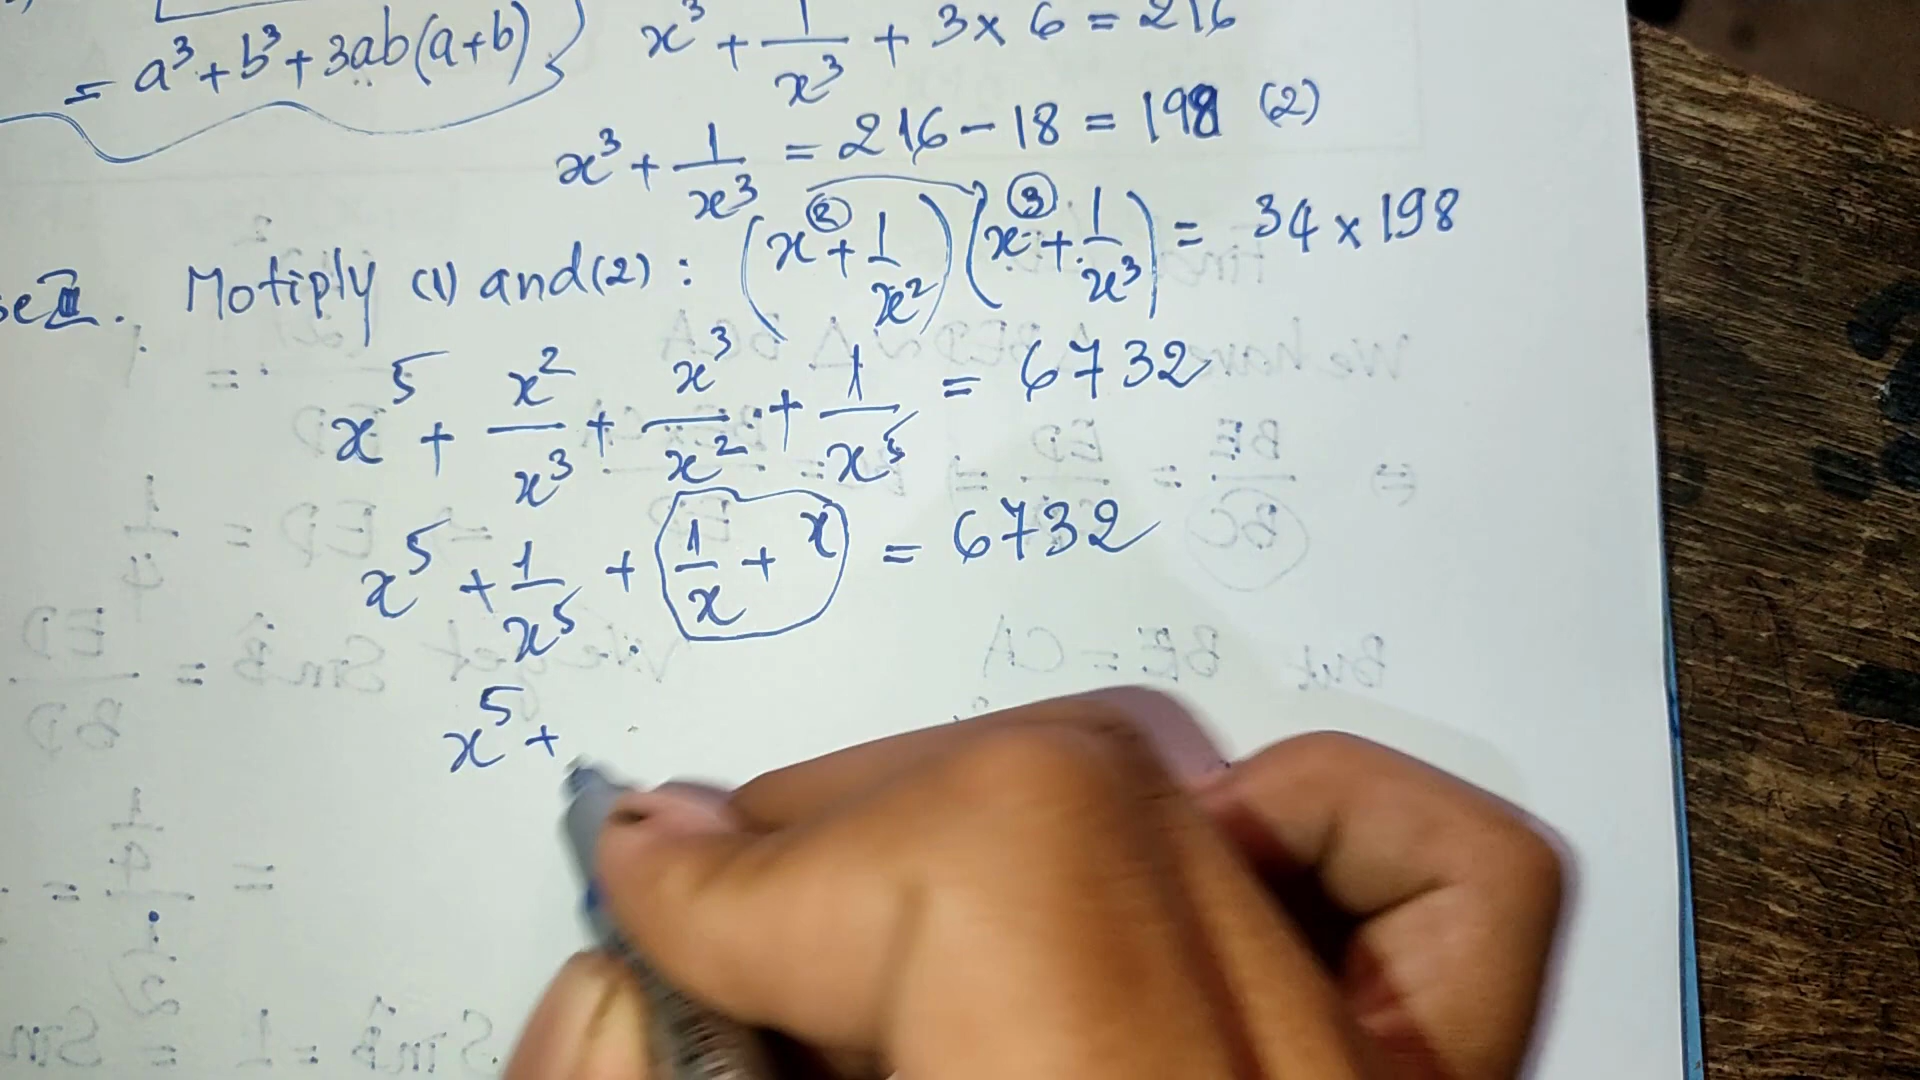 = a³ + b³ + 3ab(a+b)
x³ + 1/x³ + 3 × 6 = 216
x³ + 1/x³ = 216 - 18 = 198 (2)
Motiply (1) and (2) : (x² + 1/x²)(x³ + 1/x³) = 34 × 198
x⁵ + x²/x³ + x³/x² + 1/x⁵ = 6732
x⁵ + 1/x⁵ + (1/x + x) = 6732
x⁵ +